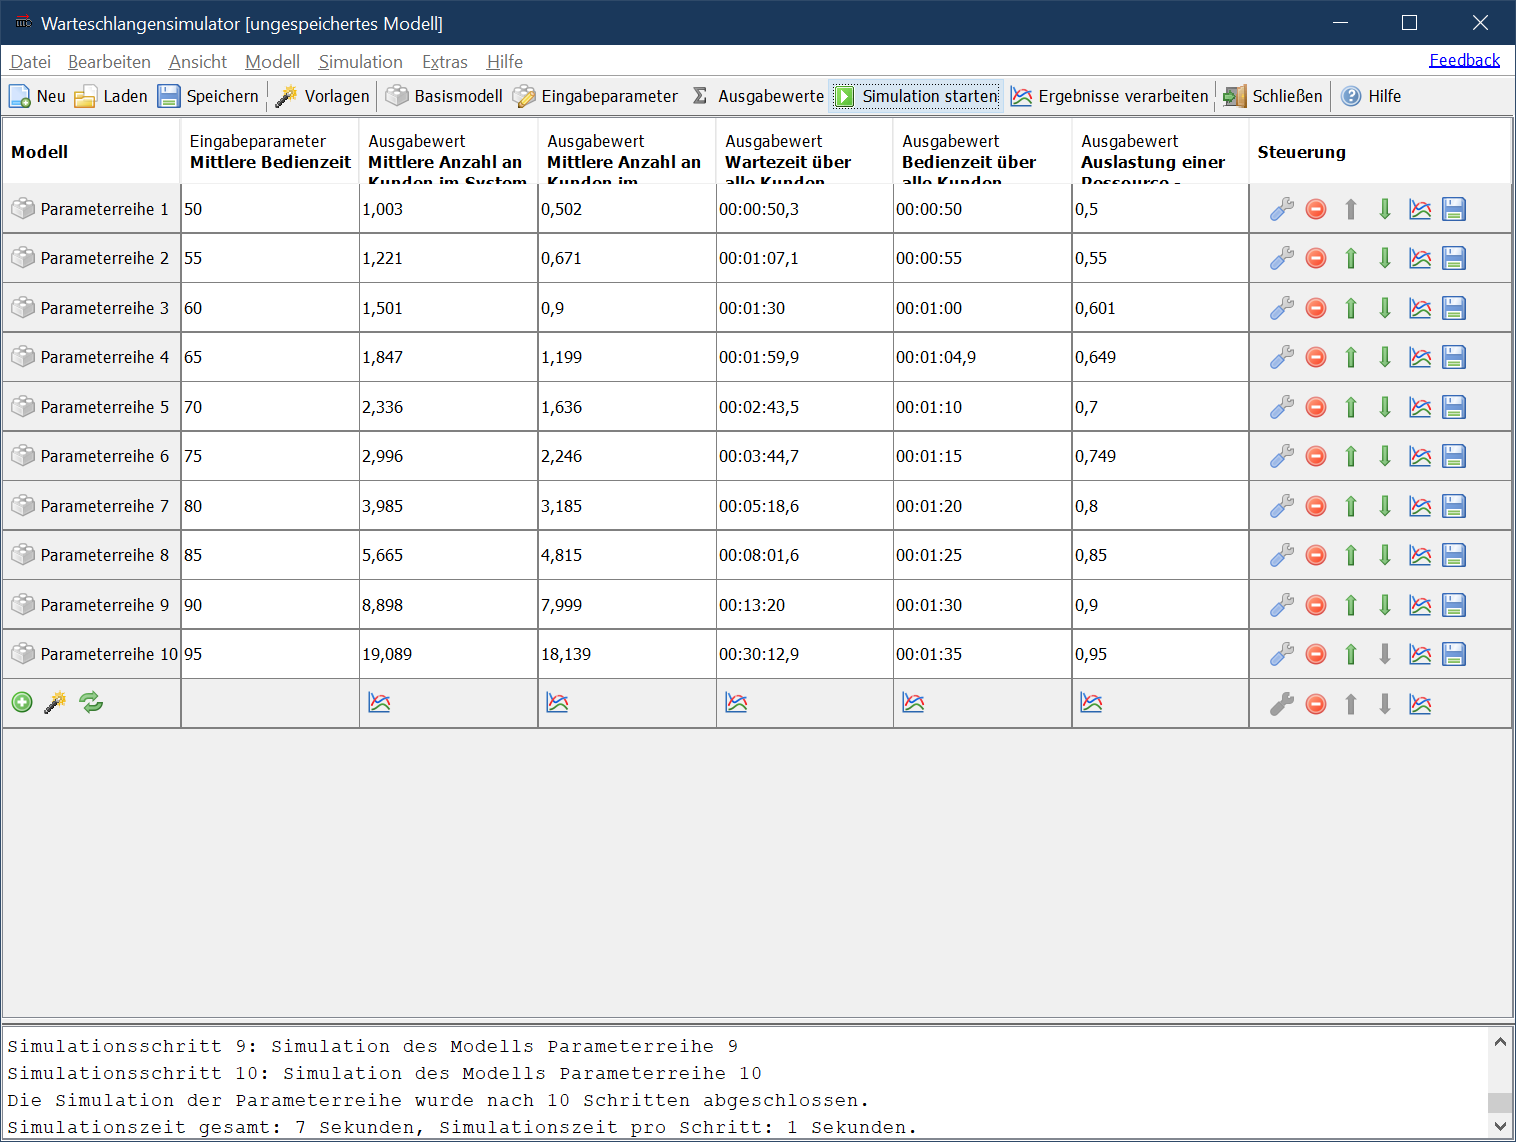 Warteschlangensimulator [ungespeichertes Modell]
Datei Bearbeiten Ansicht Modell Simulation Extras Hilfe Feedback
Neu Laden Speichern Vorlagen Basismodell Eingabeparameter Σ Ausgabewerte Simulation starten Ergebnisse verarbeiten Schließen Hilfe
Modell
Eingabeparameter
Mittlere Bedienzeit
Ausgabewert
Mittlere Anzahl an
Kunden im System
Ausgabewert
Mittlere Anzahl an
Kunden im
Ausgabewert
Wartezeit über
alle Kunden
Ausgabewert
Bedienzeit über
alle Kunden
Ausgabewert
Auslastung einer
Ressource -
Steuerung
Parameterreihe 1 50 1,003 0,502 00:00:50,3 00:00:50 0,5
Parameterreihe 2 55 1,221 0,671 00:01:07,1 00:00:55 0,55
Parameterreihe 3 60 1,501 0,9 00:01:30 00:01:00 0,601
Parameterreihe 4 65 1,847 1,199 00:01:59,9 00:01:04,9 0,649
Parameterreihe 5 70 2,336 1,636 00:02:43,5 00:01:10 0,7
Parameterreihe 6 75 2,996 2,246 00:03:44,7 00:01:15 0,749
Parameterreihe 7 80 3,985 3,185 00:05:18,6 00:01:20 0,8
Parameterreihe 8 85 5,665 4,815 00:08:01,6 00:01:25 0,85
Parameterreihe 9 90 8,898 7,999 00:13:20 00:01:30 0,9
Parameterreihe 10 95 19,089 18,139 00:30:12,9 00:01:35 0,95
Simulationsschritt 9: Simulation des Modells Parameterreihe 9
Simulationsschritt 10: Simulation des Modells Parameterreihe 10
Die Simulation der Parameterreihe wurde nach 10 Schritten abgeschlossen.
Simulationszeit gesamt: 7 Sekunden, Simulationszeit pro Schritt: 1 Sekunden.